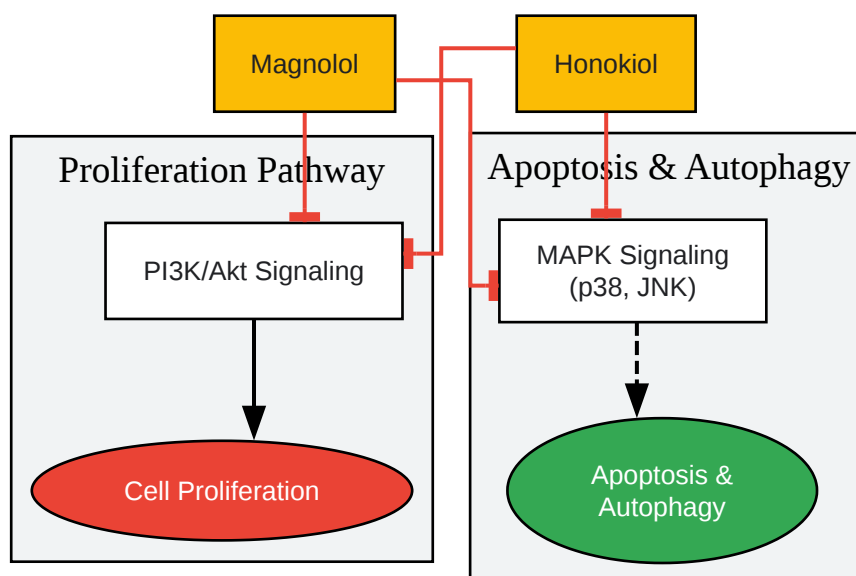 Magnolol
Honokiol
Proliferation Pathway
Apoptosis & Autophagy
PI3K/Akt Signaling
MAPK Signaling
(p38, JNK)
Cell Proliferation
Apoptosis &
Autophagy